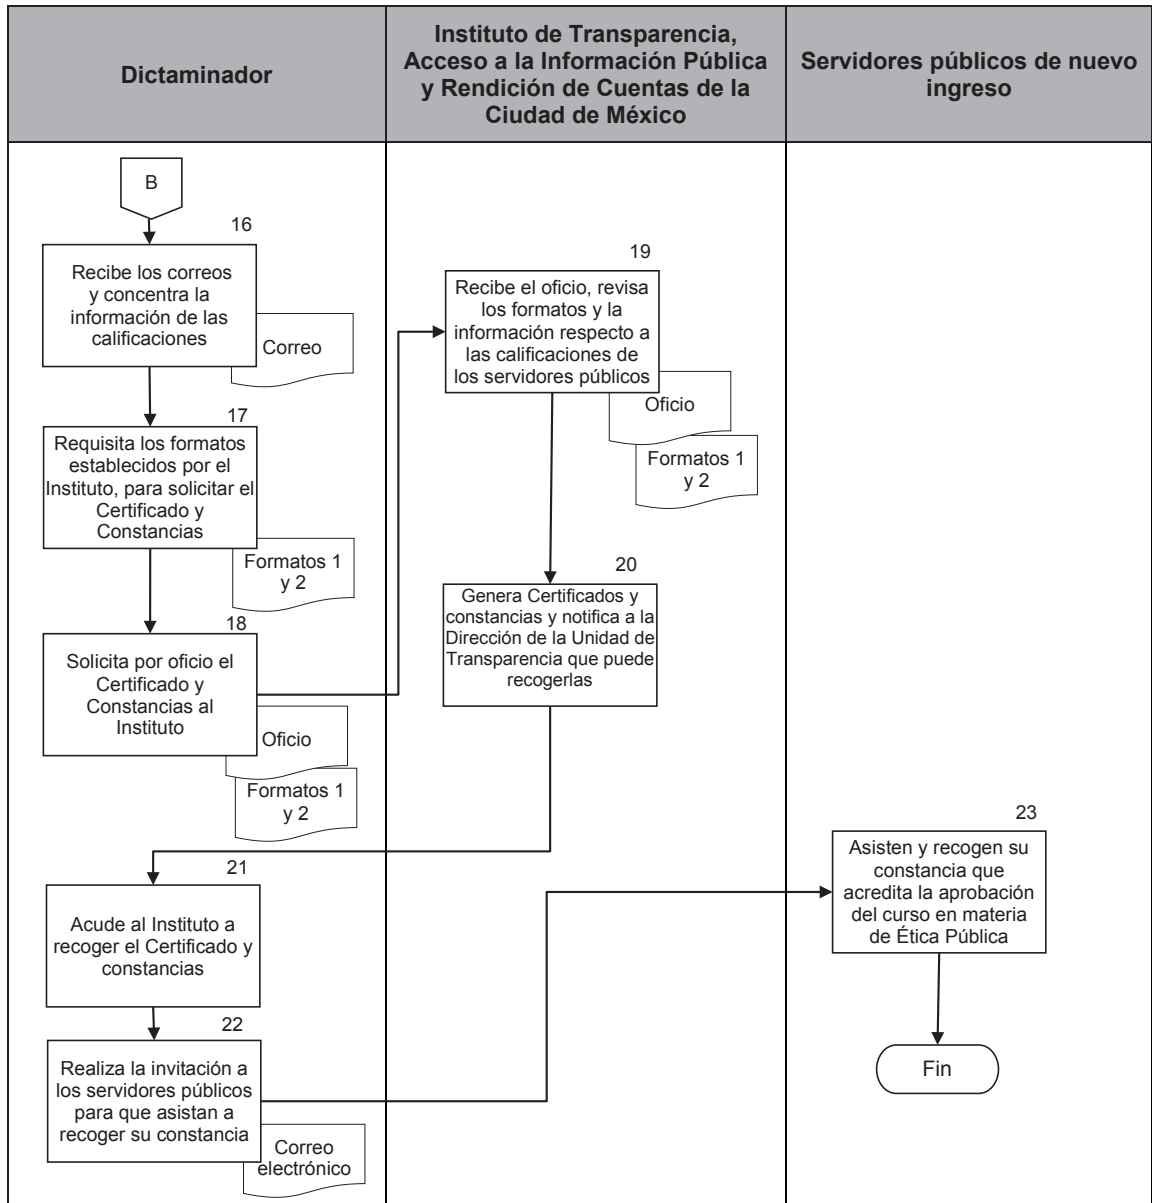 Dictaminador
Instituto de Transparencia,
Acceso a la Información Pública
y Rendición de Cuentas de la
Ciudad de México
Servidores públicos de nuevo
ingreso
B
16
Recibe los correos
y concentra la
información de las
calificaciones
Correo
17
Requisita los formatos
establecidos por el
Instituto, para solicitar el
Certificado y
Constancias
Formatos 1
y 2
18
Solicita por oficio el
Certificado y
Constancias al
Instituto
Oficio
Formatos 1
y 2
19
Recibe el oficio, revisa
los formatos y la
información respecto a
las calificaciones de
los servidores públicos
Oficio
Formatos 1
y 2
20
Genera Certificados y
constancias y notifica a la
Dirección de la Unidad de
Transparencia que puede
recogerlas
21
Acude al Instituto a
recoger el Certificado y
constancias
22
Realiza la invitación a
los servidores públicos
para que asistan a
recoger su constancia
Correo
electrónico
23
Asisten y recogen su
constancia que
acredita la aprobación
del curso en materia
de Ética Pública
Fin